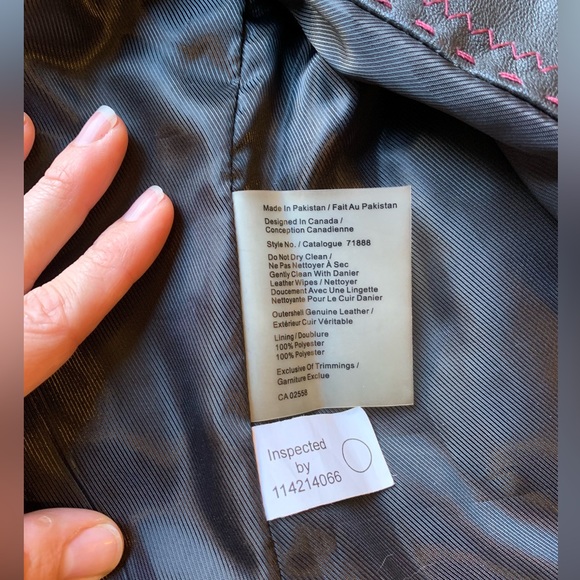 Made In Pakistan / Fait Au Pakistan
Designed In Canada /
Conception Canadienne
Style No. / Catalogue 71888
Do Not Dry Clean /
Ne Pas Nettoyer À Sec
Gently Clean With Danier
Leather Wipes / Nettoyer
Doucement Avec Une Lingette
Nettoyante Pour Le Cuir Danier
Outershell Genuine Leather /
Extérieur Cuir Véritable
Lining / Doublure
100% Polyester
100% Polyester
Exclusive Of Trimmings /
Garniture Exclue
CA 02558
Inspected
by
114214066